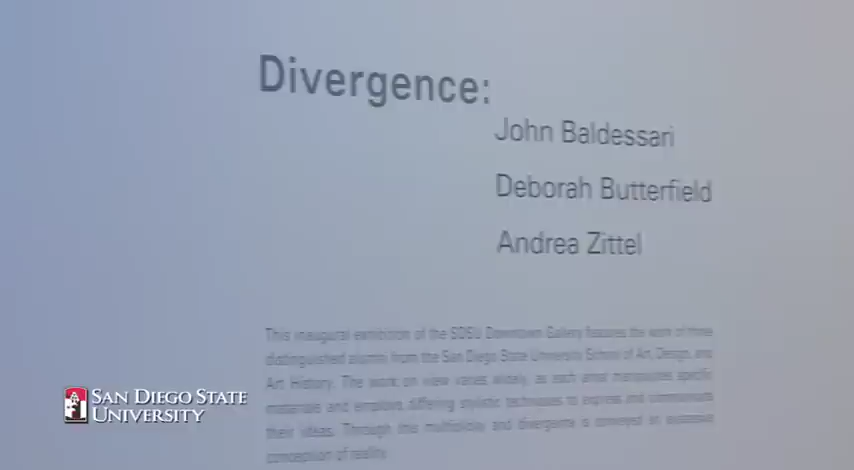 Divergence:
John Baldessari
Deborah Butterfield
Andrea Zittel
This inaugural exhibition of the SDSU Downtown Gallery features the work of three
distinguished alumni from the San Diego State University School of Art, Design, and
Art History. The work on view varies widely, as each artist manipulates specific
materials and employs differing stylistic techniques to express and communicate
their ideas. Through this multiplicity and divergence is conveyed an expressive
conception of reality.
SAN DIEGO STATE
UNIVERSITY